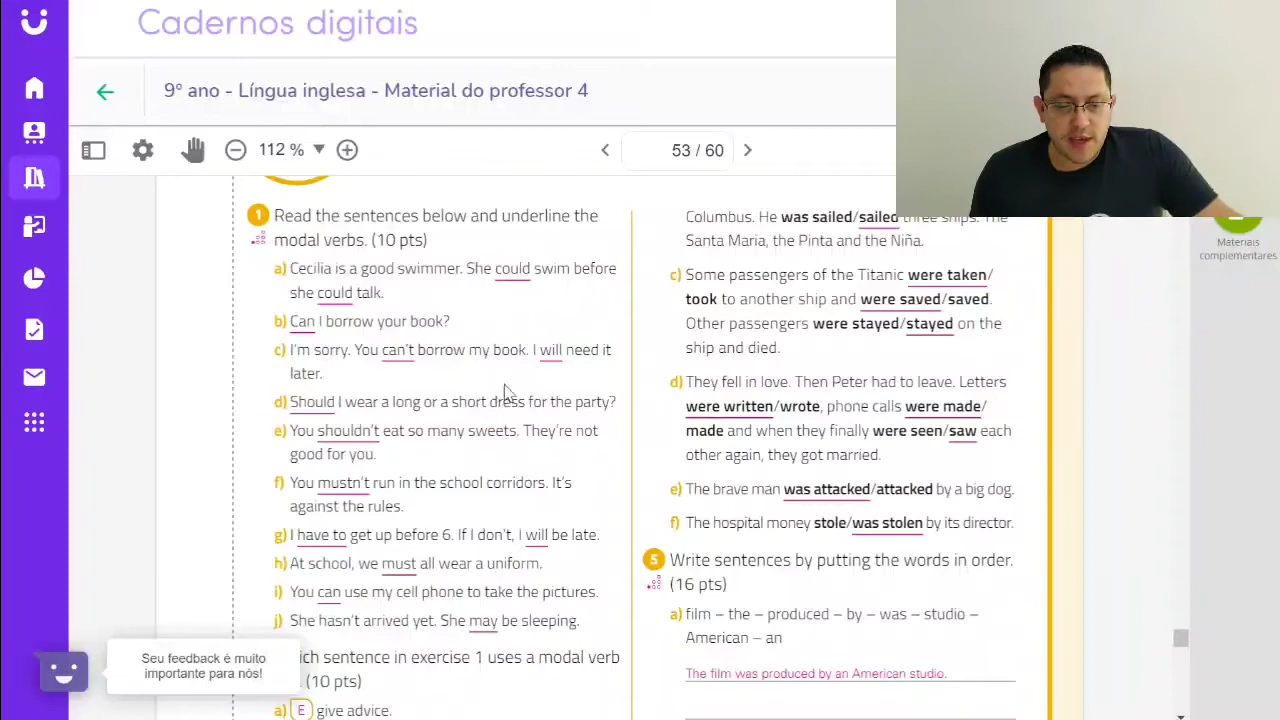 Cadernos digitais
9º ano - Língua inglesa - Material do professor 4
112 %
53 / 60
1 Read the sentences below and underline the
modal verbs. (10 pts)
a) Cecilia is a good swimmer. She could swim before
she could talk.
b) Can I borrow your book?
c) I'm sorry. You can't borrow my book. I will need it
later.
d) Should I wear a long or a short dress for the party?
e) You shouldn't eat so many sweets. They're not
good for you.
f) You mustn't run in the school corridors. It's
against the rules.
g) I have to get up before 6. If I don't, I will be late.
h) At school, we must all wear a uniform.
i) You can use my cell phone to take the pictures.
j) She hasn't arrived yet. She may be sleeping.
sentence in exercise 1 uses a modal verb
(10 pts)
a) E give advice.
Columbus. He was sailed/sailed three ships. The
Santa Maria, the Pinta and the Niña.
c) Some passengers of the Titanic were taken/
took to another ship and were saved/saved.
Other passengers were stayed/stayed on the
ship and died.
d) They fell in love. Then Peter had to leave. Letters
were written/wrote, phone calls were made/
made and when they finally were seen/saw each
other again, they got married.
e) The brave man was attacked/attacked by a big dog.
f) The hospital money stole/was stolen by its director.
5 Write sentences by putting the words in order.
(16 pts)
a) film – the – produced – by – was – studio –
American – an
The film was produced by an American studio.
Materiais
complementares
Seu feedback é muito
importante para nós!